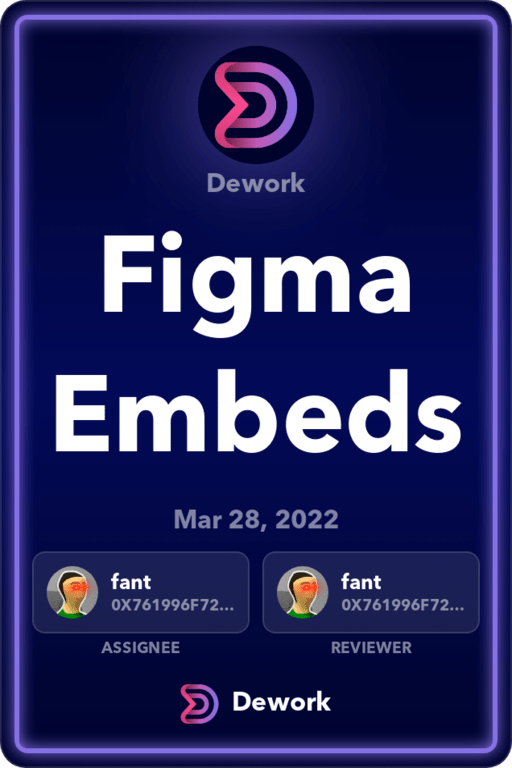 Dework
Figma
Embeds
Mar 28, 2022
fant
0X761996F72...
fant
0X761996F72...
ASSIGNEE
REVIEWER
Dework